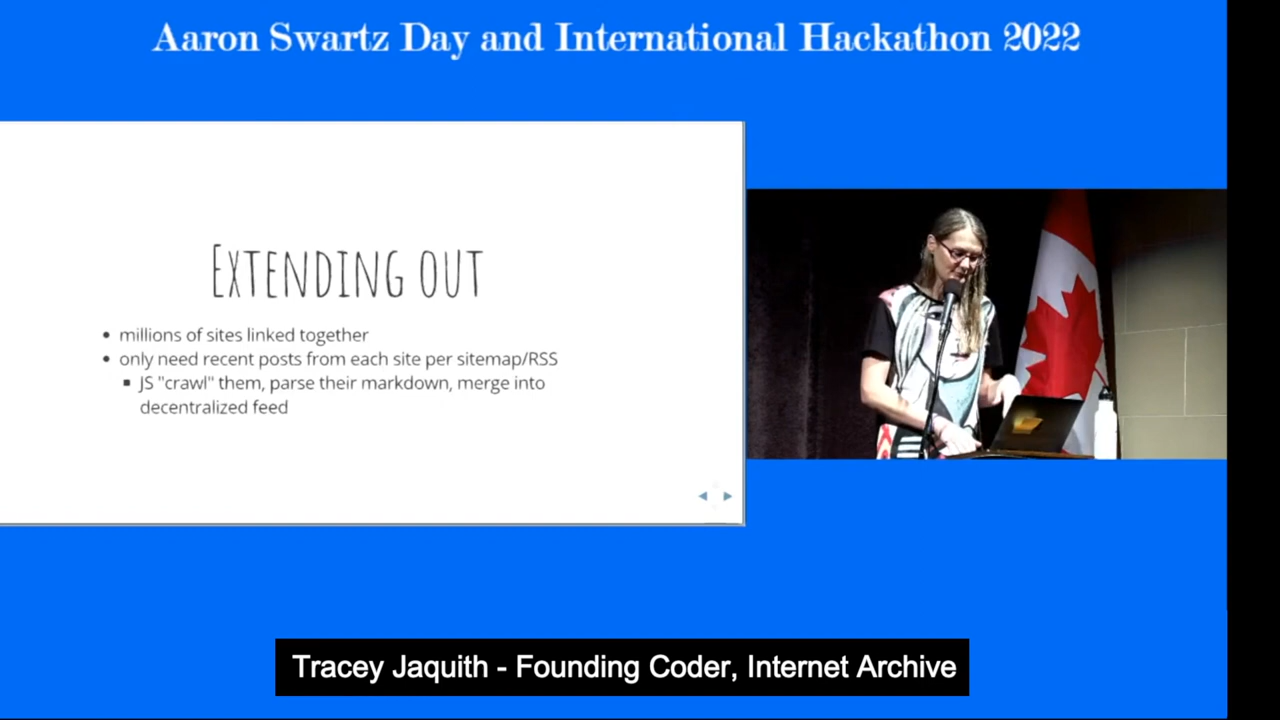 Aaron Swartz Day and International Hackathon 2022
EXTENDING OUT
millions of sites linked together
only need recent posts from each site per sitemap/RSS
JS "crawl" them, parse their markdown, merge into
decentralized feed
Tracey Jaquith - Founding Coder, Internet Archive